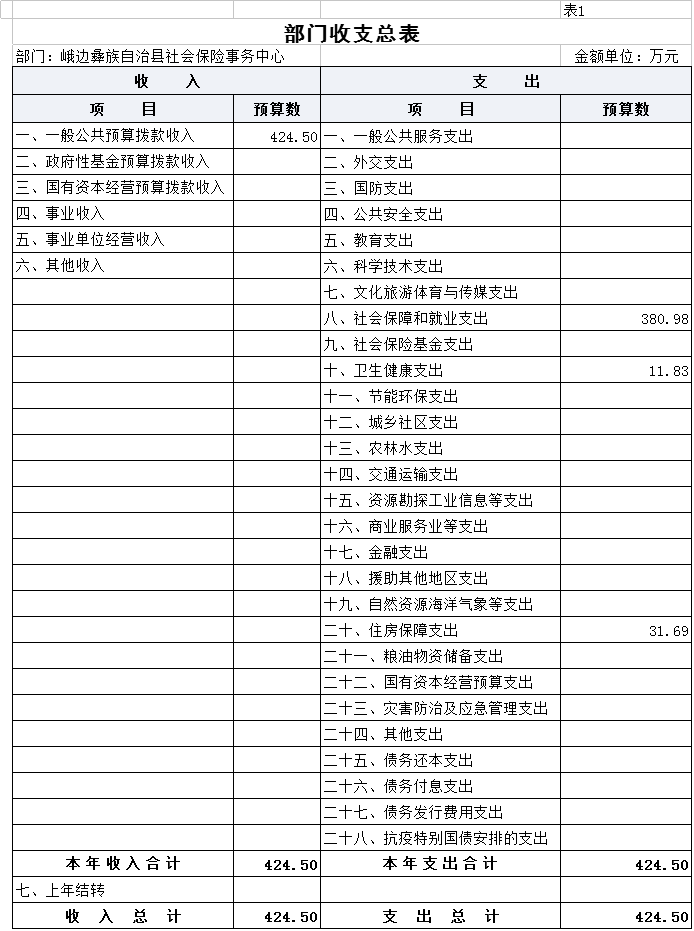 表1
部门收支总表
部门：峨边彝族自治县社会保险事务中心 金额单位：万元
收 入 支 出
项 目 预算数 项 目 预算数
一、一般公共预算拨款收入 424.50 一、一般公共服务支出
二、政府性基金预算拨款收入 二、外交支出
三、国有资本经营预算拨款收入 三、国防支出
四、事业收入 四、公共安全支出
五、事业单位经营收入 五、教育支出
六、其他收入 六、科学技术支出
七、文化旅游体育与传媒支出
八、社会保障和就业支出 380.98
九、社会保险基金支出
十、卫生健康支出 11.83
十一、节能环保支出
十二、城乡社区支出
十三、农林水支出
十四、交通运输支出
十五、资源勘探工业信息等支出
十六、商业服务业等支出
十七、金融支出
十八、援助其他地区支出
十九、自然资源海洋气象等支出
二十、住房保障支出 31.69
二十一、粮油物资储备支出
二十二、国有资本经营预算支出
二十三、灾害防治及应急管理支出
二十四、其他支出
二十五、债务还本支出
二十六、债务付息支出
二十七、债务发行费用支出
二十八、抗疫特别国债安排的支出
本年收入合计 424.50 本年支出合计 424.50
七、上年结转
收 入 总 计 424.50 支 出 总 计 424.50